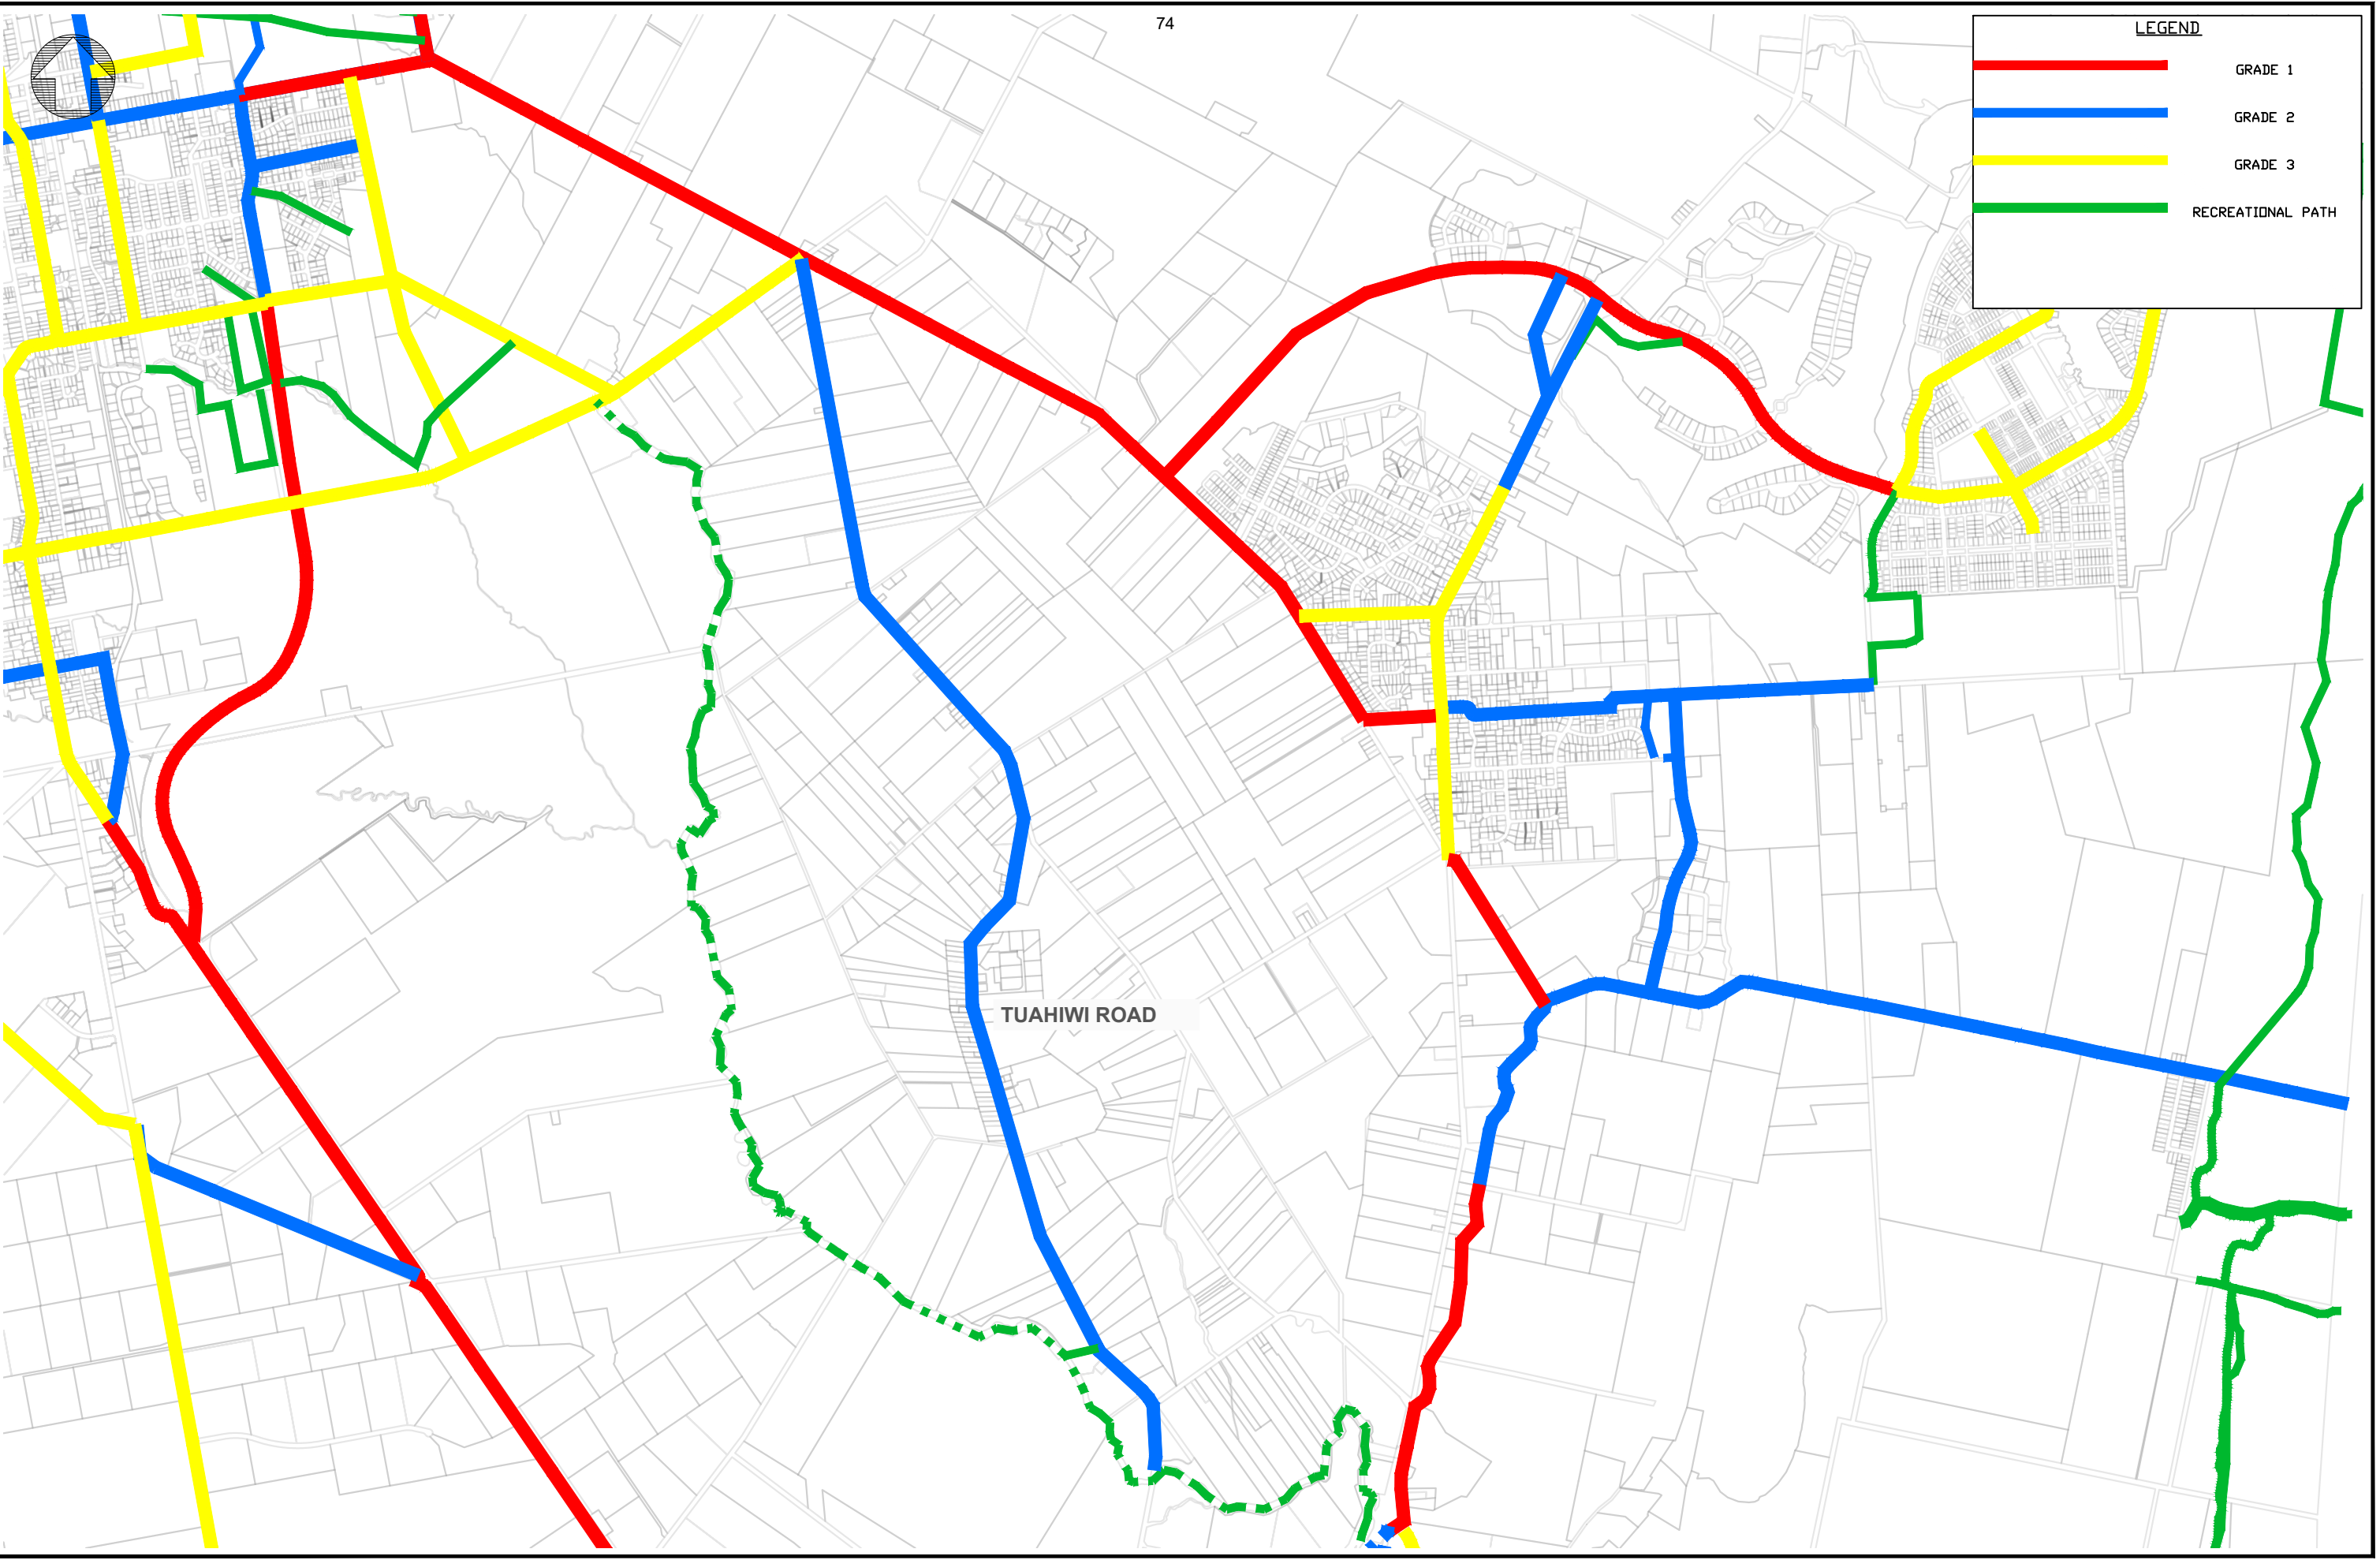 74
LEGEND
GRADE 1
GRADE 2
GRADE 3
RECREATIONAL PATH
TUAHIWI ROAD